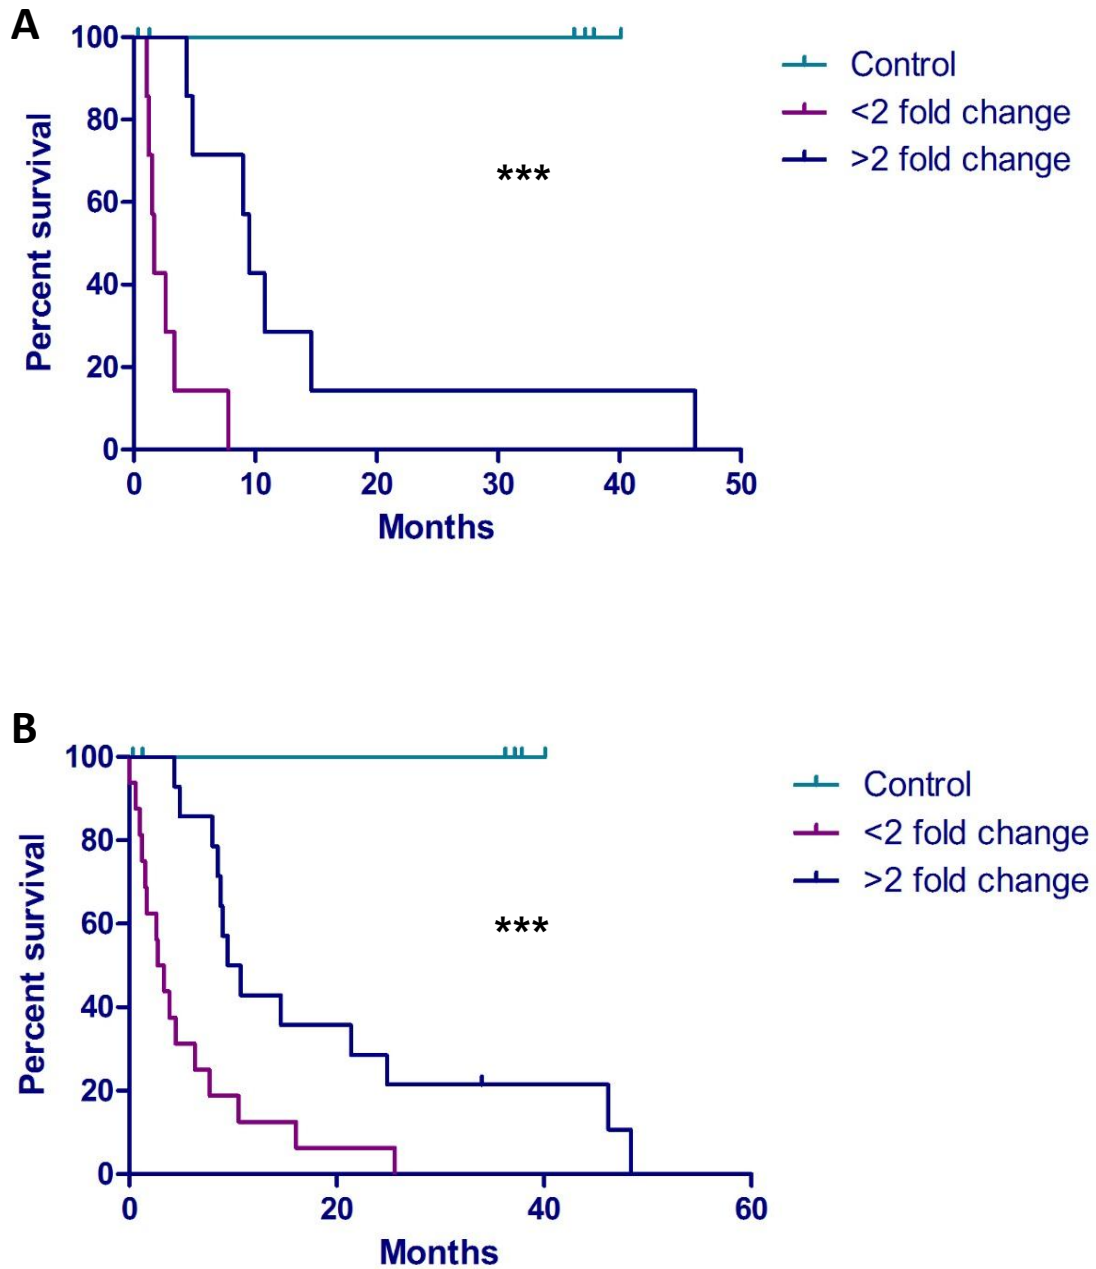 A
100
80
60
40
20
0
Percent survival
0 10 20 30 40 50
Months
***
Control
<2 fold change
>2 fold change
B
100
80
60
40
20
0
Percent survival
0 20 40 60
Months
***
Control
<2 fold change
>2 fold change